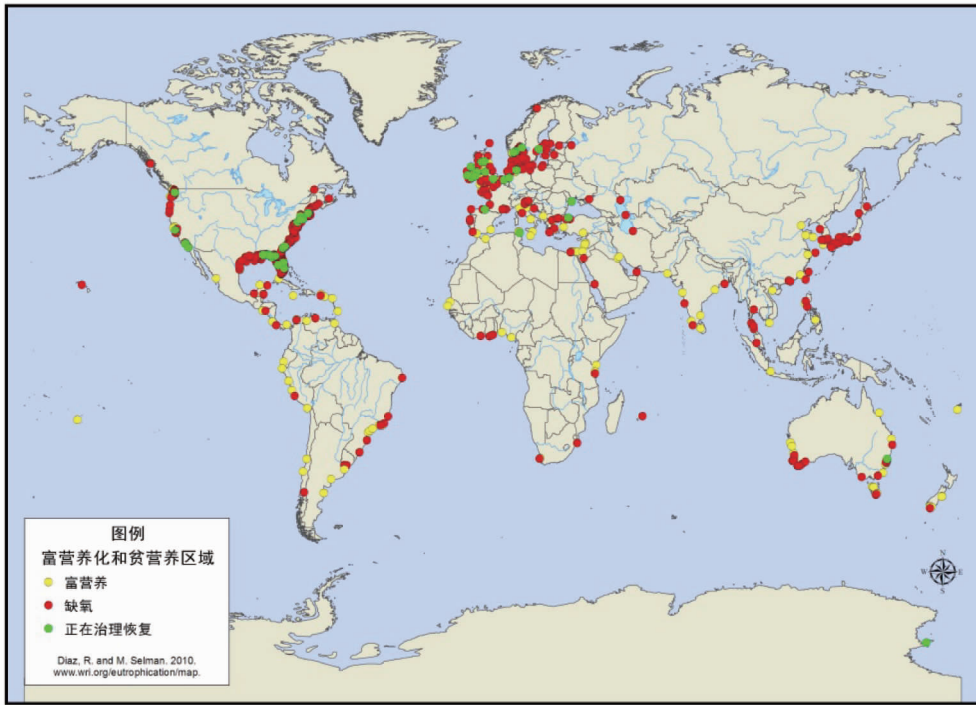 图例
富营养化和贫营养区域
富营养
缺氧
正在治理恢复
Diaz, R. and M. Selman. 2010.
www.wri.org/eutrophication/map.
N
W E
S